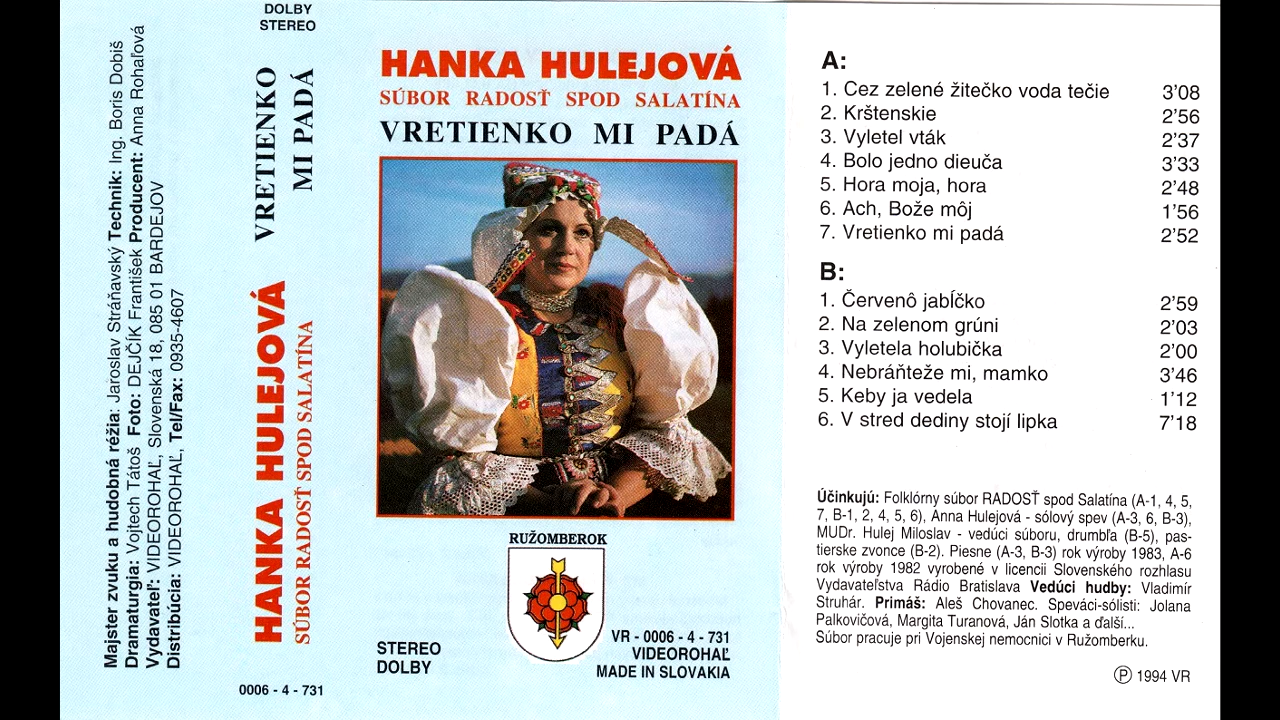 Majster zvuku a hudobná réžia: Jaroslav Stráňavský Technik: Ing. Boris Dobiš
Dramaturgia: Vojtech Tátoš Foto: DEJČÍK František Producent: Anna Rohaľová
Vydavateľ: VIDEOROHAĽ, Slovenská 18, 085 01 BARDEJOV
Distribúcia: VIDEOROHAĽ, Tel/Fax: 0935-4607
DOLBY
STEREO
HANKA HULEJOVÁ
SÚBOR RADOSŤ SPOD SALATÍNA
VRETIENKO
MI PADÁ
0006 - 4 - 731
HANKA HULEJOVÁ
SÚBOR RADOSŤ SPOD SALATÍNA
VRETIENKO MI PADÁ
RUŽOMBEROK
STEREO
DOLBY
VR - 0006 - 4 - 731
VIDEOROHAĽ
MADE IN SLOVAKIA
A:
1. Cez zelené žitečko voda tečie 3’08
2. Krštenskie 2’56
3. Vyletel vták 2’37
4. Bolo jedno dieuča 3’33
5. Hora moja, hora 2’48
6. Ach, Bože môj 1’56
7. Vretienko mi padá 2’52
B:
1. Červenô jabĺčko 2’59
2. Na zelenom grúni 2’03
3. Vyletela holubička 2’00
4. Nebráňteže mi, mamko 3’46
5. Keby ja vedela 1’12
6. V stred dediny stojí lipka 7’18
Účinkujú: Folklórny súbor RADOSŤ spod Salatína (A-1, 4, 5,
7, B-1, 2, 4, 5, 6), Anna Hulejová - sólový spev (A-3, 6, B-3),
MUDr. Hulej Miloslav - vedúci súboru, drumbľa (B-5), pas-
tierske zvonce (B-2). Piesne (A-3, B-3) rok výroby 1983, A-6
rok výroby 1982 vyrobené v licencii Slovenského rozhlasu
Vydavateľstva Rádio Bratislava Vedúci hudby: Vladimír
Struhár. Primáš: Aleš Chovanec. Speváci-sólisti: Jolana
Palkovičová, Margita Turanová, Ján Slotka a ďalší...
Súbor pracuje pri Vojenskej nemocnici v Ružomberku.
Ⓟ 1994 VR